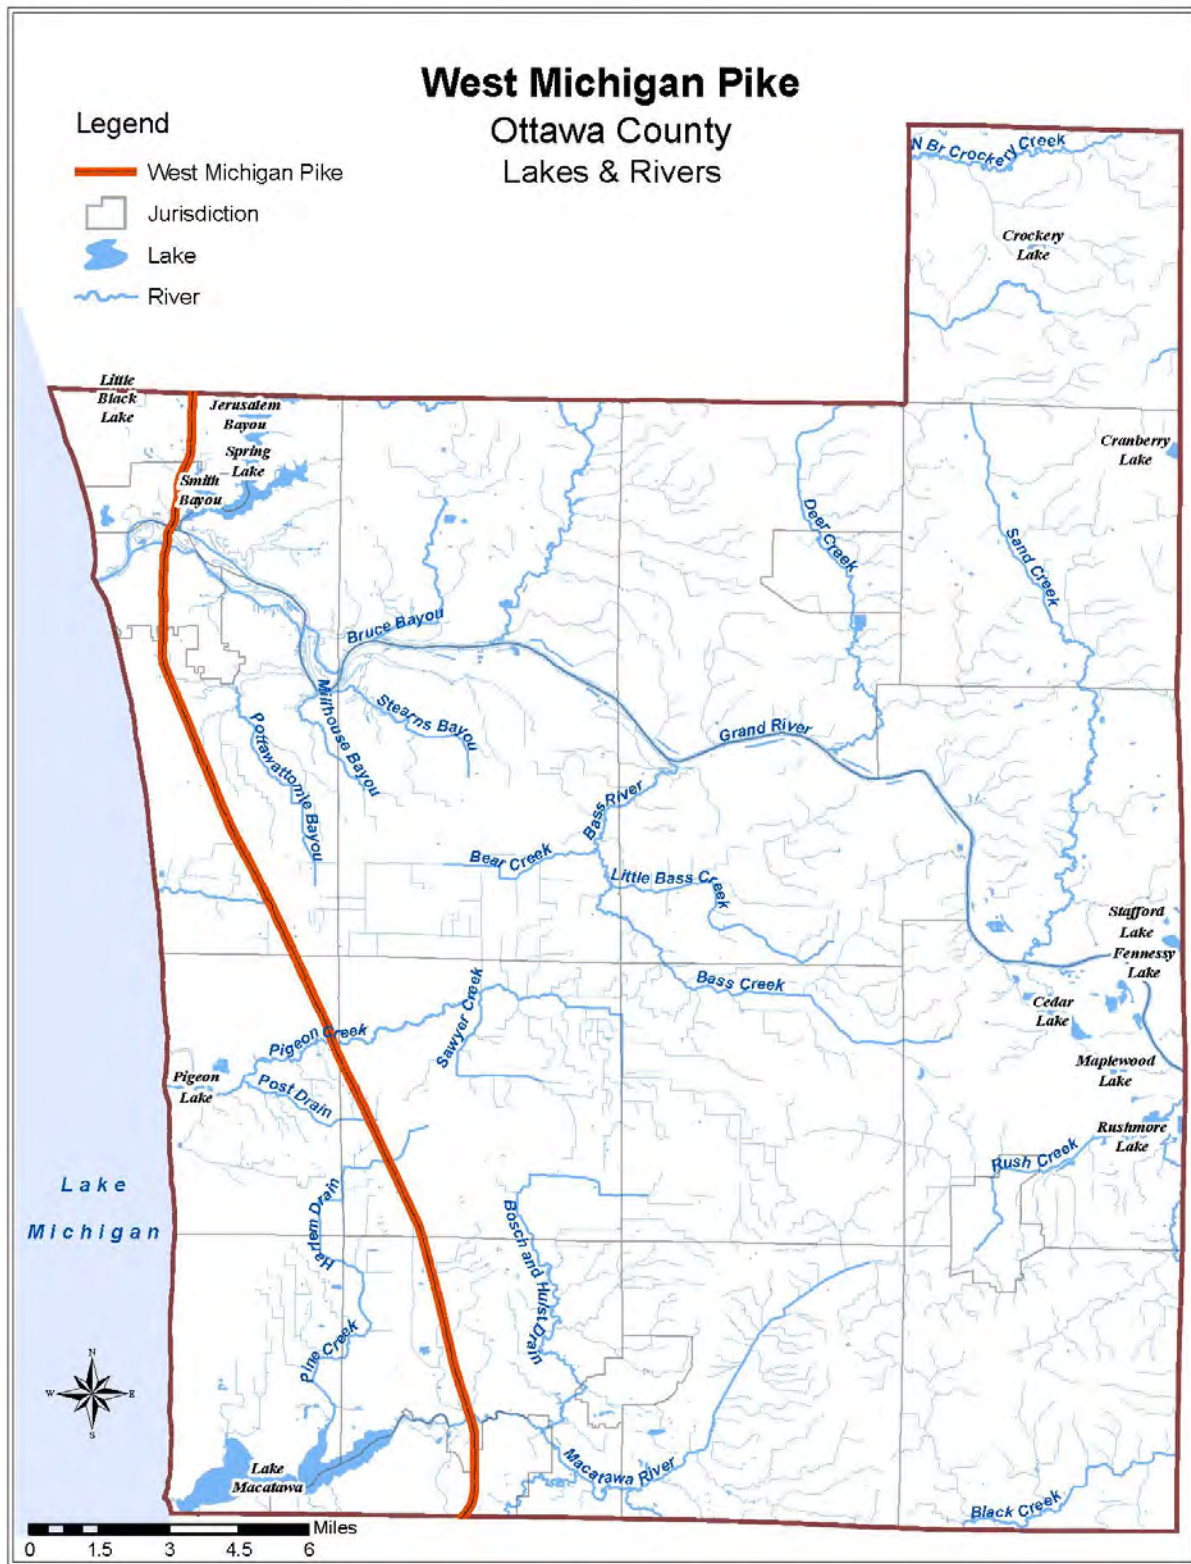 West Michigan Pike
Ottawa County
Lakes & Rivers
Legend
West Michigan Pike
Jurisdiction
Lake
River
N Br Crockery Creek
Crockery
Lake
Little
Black
Lake
Jerusalem
Bayou
Spring
Lake
Smith
Bayou
Cranberry
Lake
Deer Creek
Sand Creek
Bruce Bayou
Millhouse Bayou
Stearns Bayou
Pottawattomie Bayou
Grand River
Bass River
Bear Creek
Little Bass Creek
Stafford
Lake
Fennessy
Lake
Bass Creek
Cedar
Lake
Sawyer Creek
Pigeon Creek
Pigeon
Lake
Post Drain
Maplewood
Lake
Rushmore
Lake
Rush Creek
Lake
Michigan
Harlem Drain
Bosch and Hulst Drain
Pine Creek
N
W
E
S
Lake
Macatawa
Macatawa River
Black Creek
Miles
0 1.5 3 4.5 6